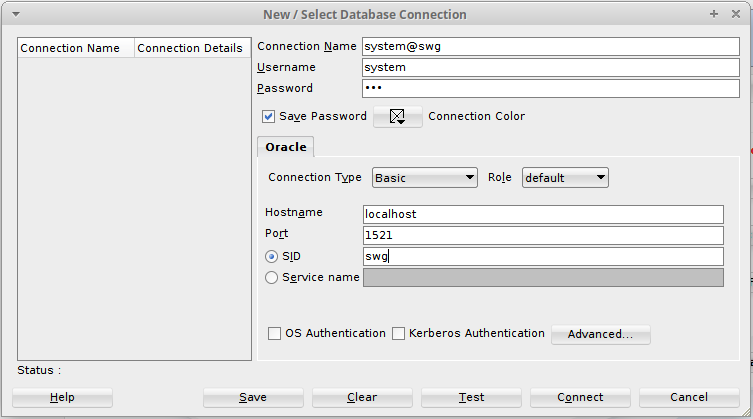 New / Select Database Connection
Connection Name Connection Details
Connection Name system@swg
Username system
Password •••
Save Password Connection Color
Oracle
Connection Type Basic Role default
Hostname localhost
Port 1521
SID swg
Service name
OS Authentication Kerberos Authentication Advanced...
Status :
Help Save Clear Test Connect Cancel